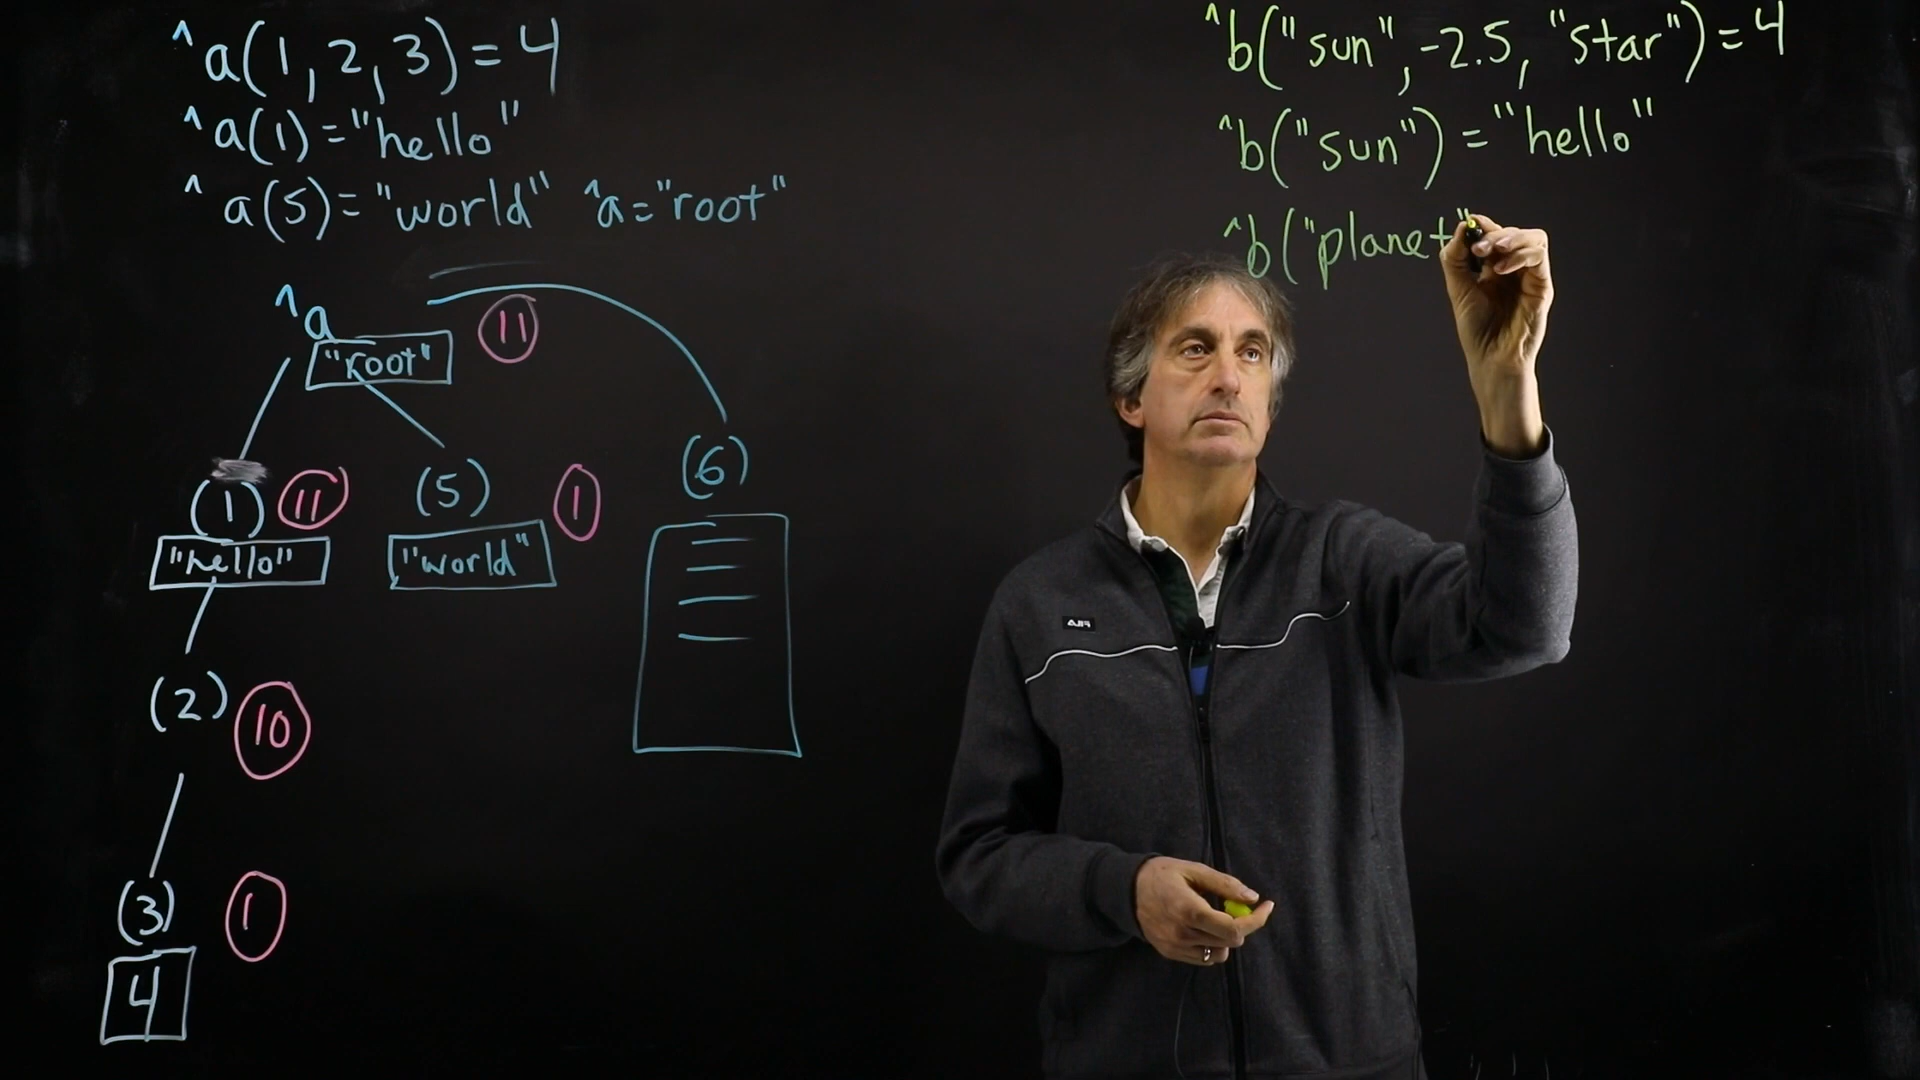 ^a(1,2,3)=4
^a(1)="hello"
^a(5)="world" ^a="root"
^a
"root" 11
(1) 11 (5) 1 (6)
"hello" "world"
(2) 10
(3) 1
4
^b("sun",-2.5,"star")=4
^b("sun")="hello"
^b("planet"
FILA